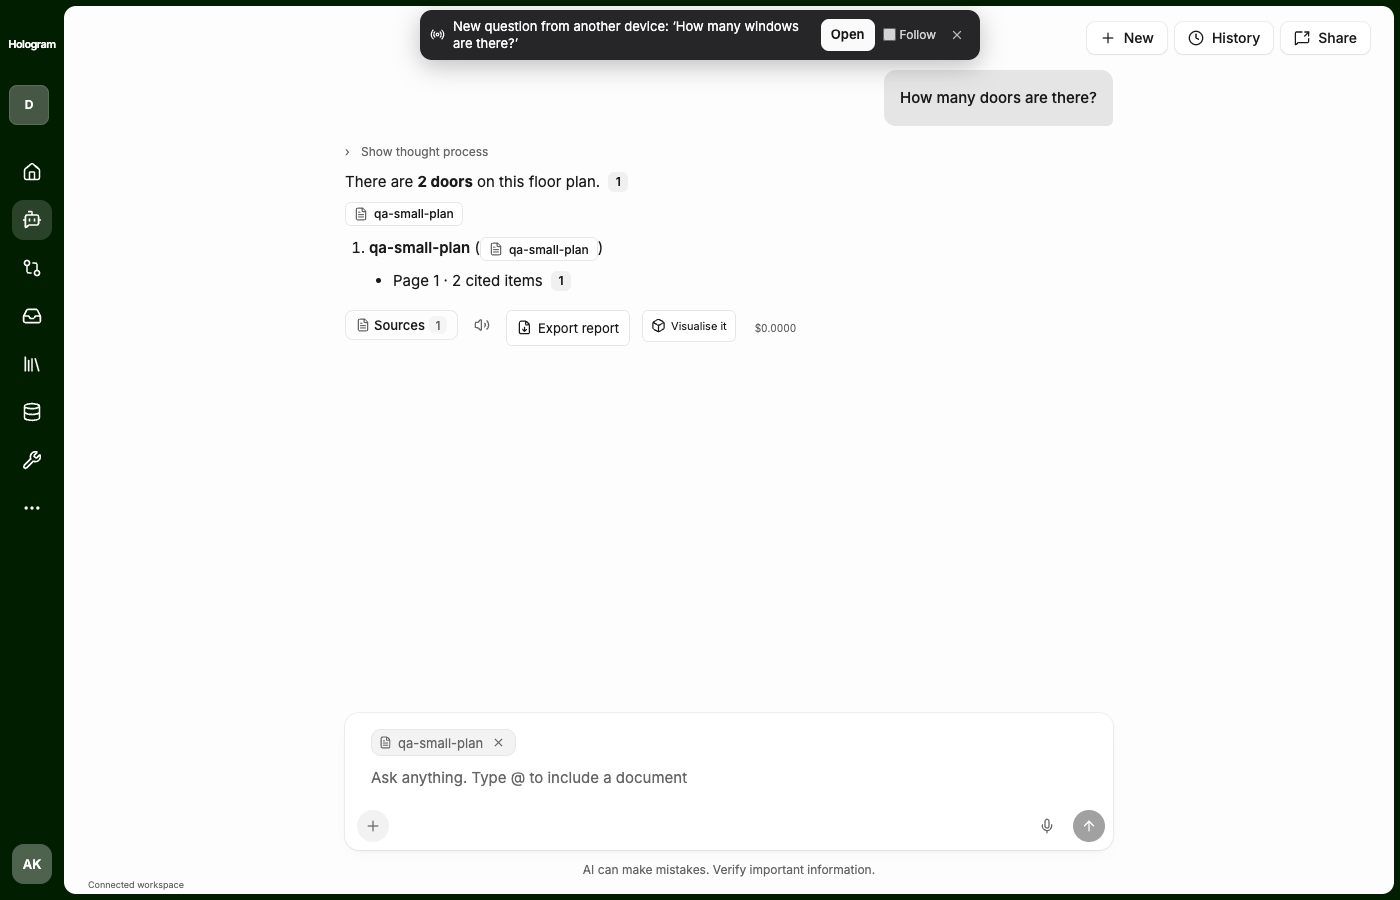 Hologram
New question from another device: ‘How many windows
are there?’
Open
Follow
New
History
Share
D
How many doors are there?
Show thought process
There are 2 doors on this floor plan. 1
qa-small-plan
1. qa-small-plan (qa-small-plan)
• Page 1 · 2 cited items 1
Sources 1
Export report
Visualise it
$0.0000
qa-small-plan
Ask anything. Type @ to include a document
AK
AI can make mistakes. Verify important information.
Connected workspace